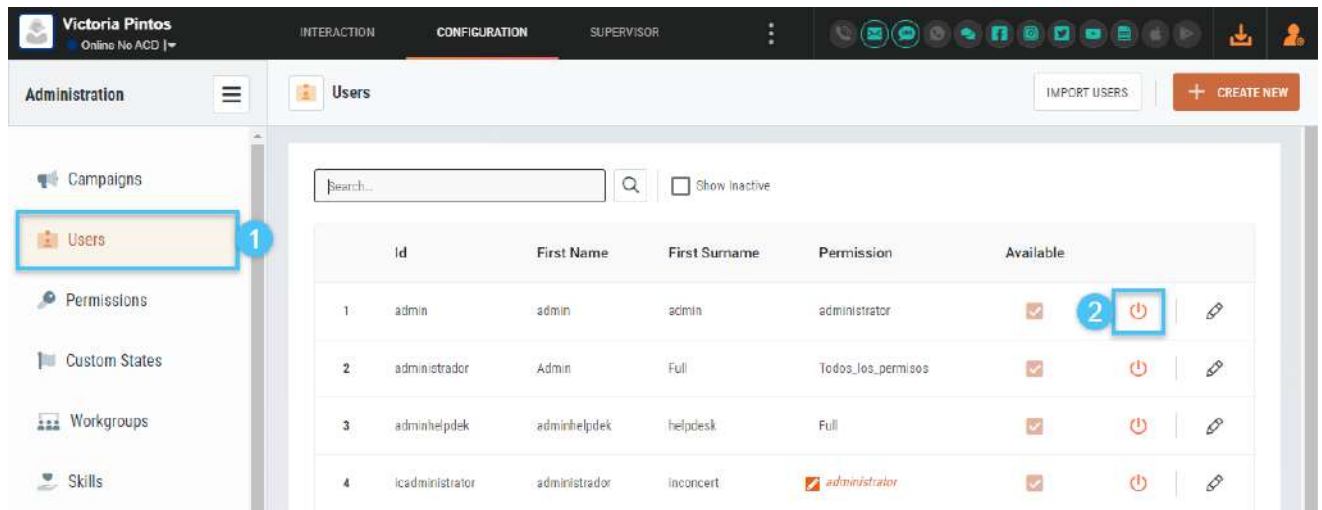 Victoria Pintos
Online No ACD
INTERACTION CONFIGURATION SUPERVISOR
Administration
Users
IMPORT USERS
+ CREATE NEW
Campaigns
Users
1
Permissions
Custom States
Workgroups
Skills
Search...
Show Inactive
Id First Name First Surname Permission Available
1 admin admin admin administrator
2
2 administrador Admin Full Todos_los_permisos
3 adminhelpdek adminhelpdek helpdesk Full
4 icadministrator administrador inconcert administrator